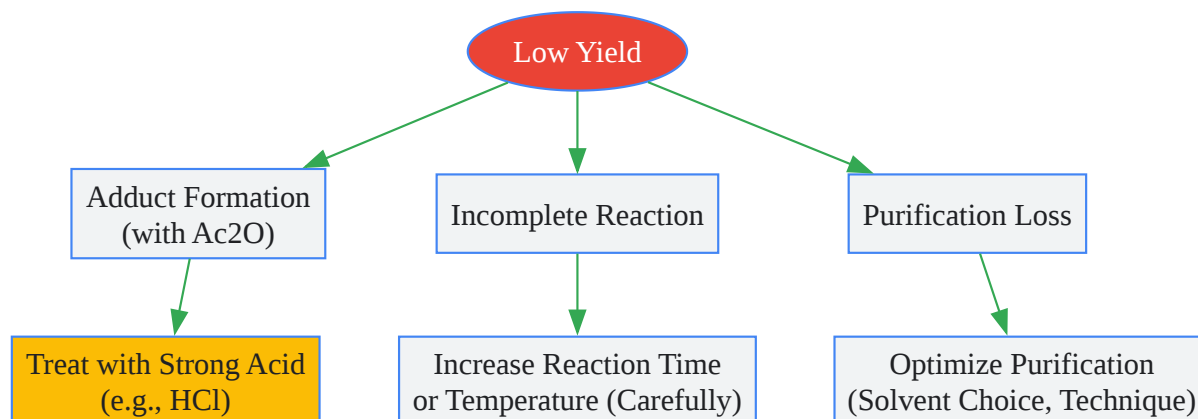 Low Yield
Adduct Formation
(with Ac2O)
Incomplete Reaction
Purification Loss
Treat with Strong Acid
(e.g., HCl)
Increase Reaction Time
or Temperature (Carefully)
Optimize Purification
(Solvent Choice, Technique)